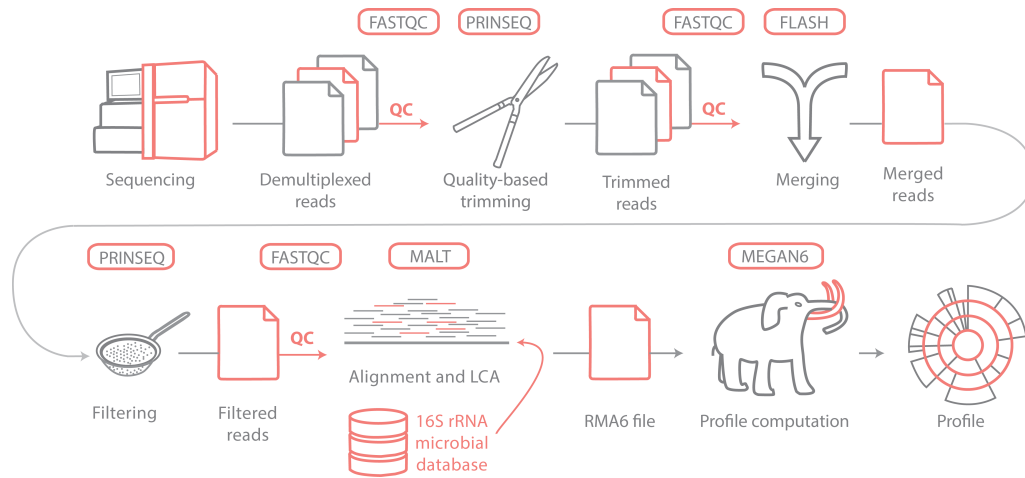 FASTQC
PRINSEQ
FASTQC
FLASH
QC
QC
Sequencing
Demultiplexed
reads
Quality-based
trimming
Trimmed
reads
Merging
Merged
reads
PRINSEQ
FASTQC
MALT
MEGAN6
QC
Filtering
Filtered
reads
Alignment and LCA
16S rRNA
microbial
database
RMA6 file
Profile computation
Profile